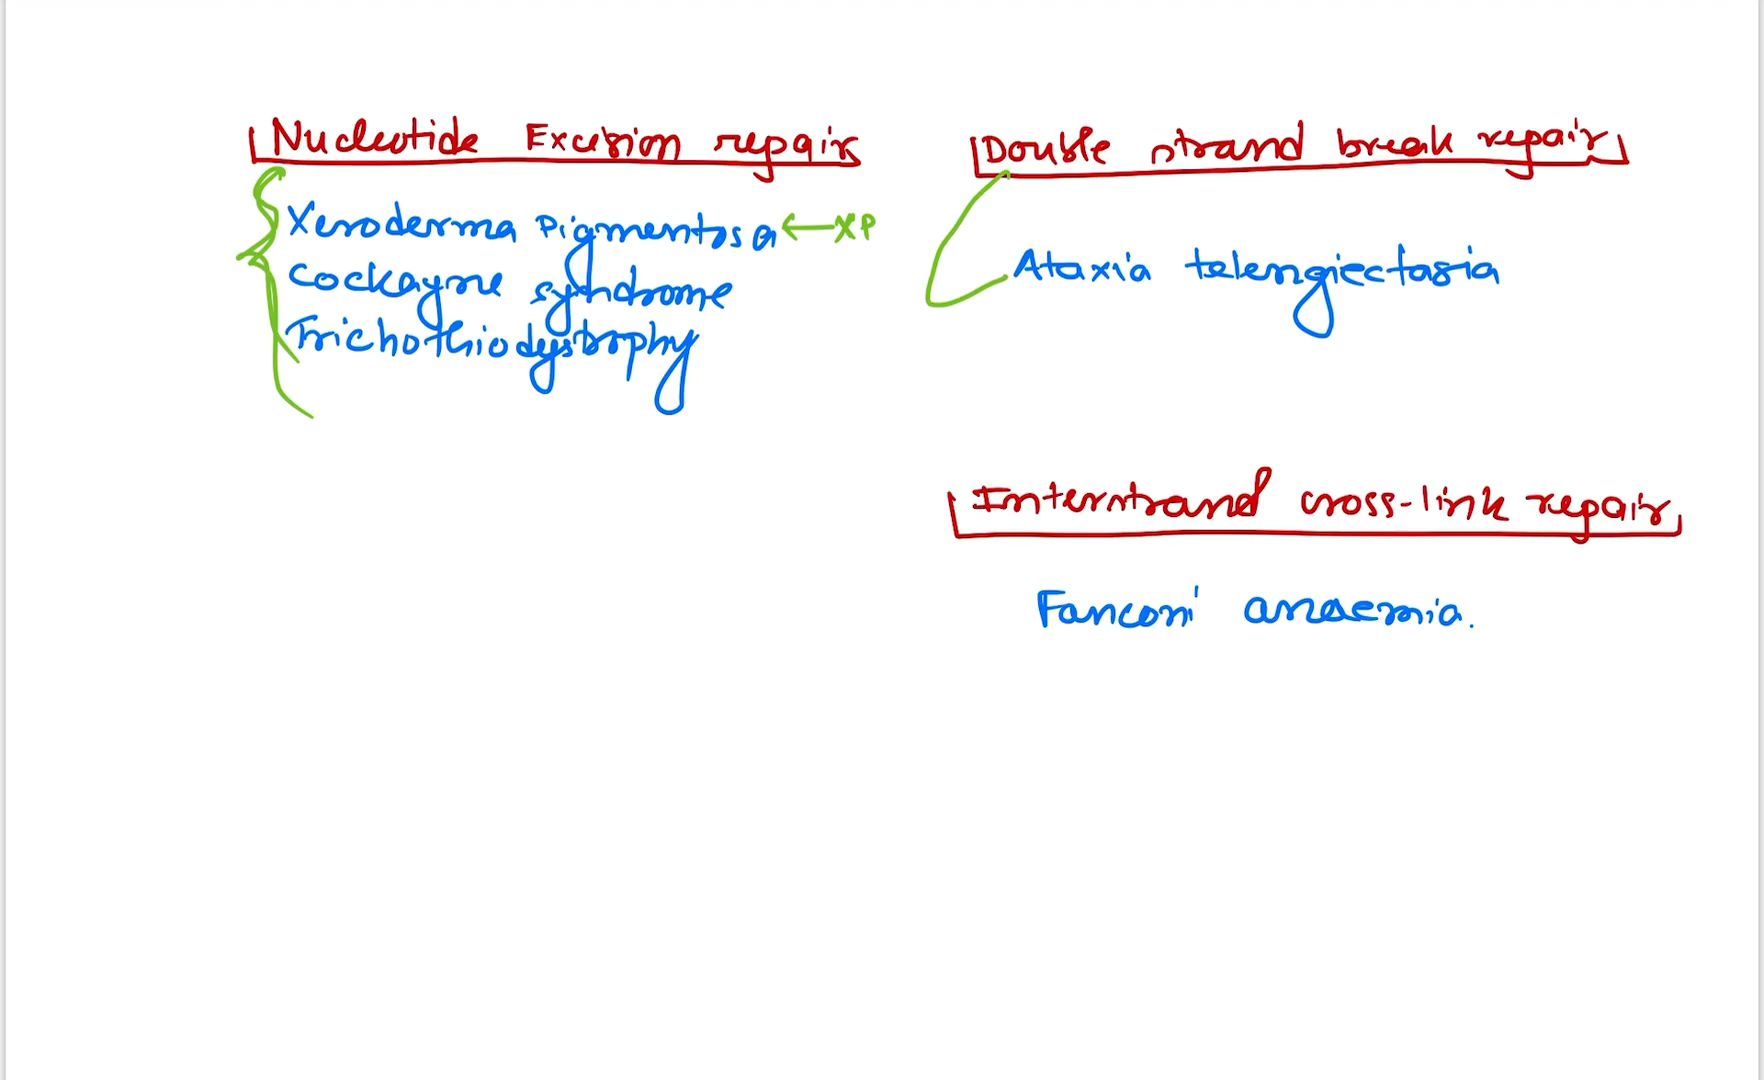 Nucleotide Excision repair
Xeroderma Pigmentosa ← XP
Cockayne syndrome
Trichothiodystrophy
Double strand break repair
Ataxia telengiectasia
Interstrand cross-link repair
Fanconi anaemia.